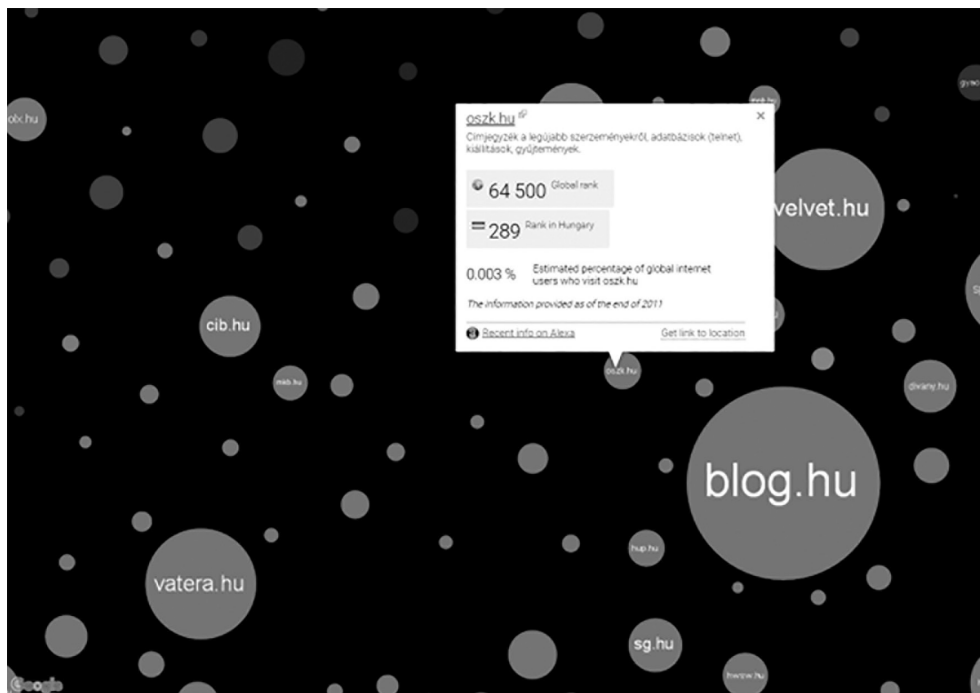 olx.hu
mnb.hu
oszk.hu
Címjegyzék a legújabb szerzeményekről, adatbázisok (telnet),
kiállítások, gyűjtemények.
64 500 Global rank
289 Rank in Hungary
0.003 % Estimated percentage of global internet
users who visit oszk.hu
The information provided as of the end of 2011
Recent info on Alexa Get link to location
velvet.hu
cib.hu
oszk.hu
mkb.hu
divany.hu
blog.hu
hup.hu
vatera.hu
sg.hu
Google